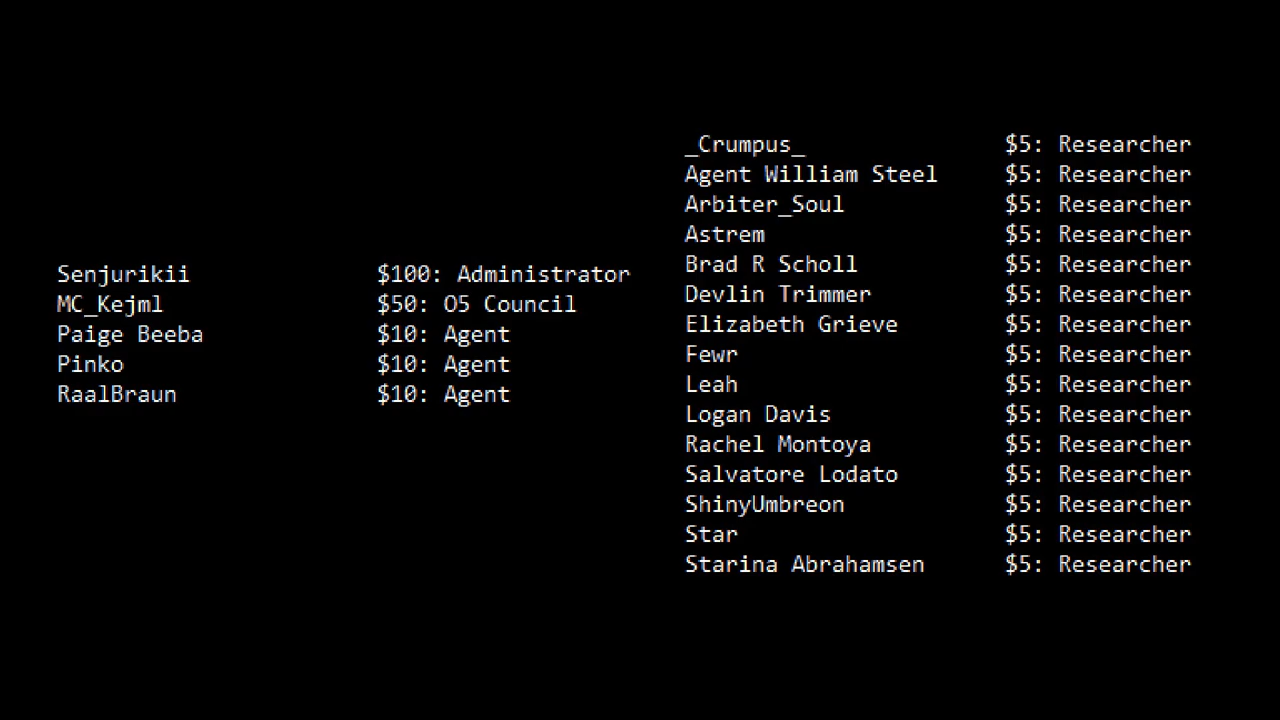 Senjurikii $100: Administrator
MC_Kejml $50: O5 Council
Paige Beeba $10: Agent
Pinko $10: Agent
RaalBraun $10: Agent
_Crumpus_ $5: Researcher
Agent William Steel $5: Researcher
Arbiter_Soul $5: Researcher
Astrem $5: Researcher
Brad R Scholl $5: Researcher
Devlin Trimmer $5: Researcher
Elizabeth Grieve $5: Researcher
Fewr $5: Researcher
Leah $5: Researcher
Logan Davis $5: Researcher
Rachel Montoya $5: Researcher
Salvatore Lodato $5: Researcher
ShinyUmbreon $5: Researcher
Star $5: Researcher
Starina Abrahamsen $5: Researcher